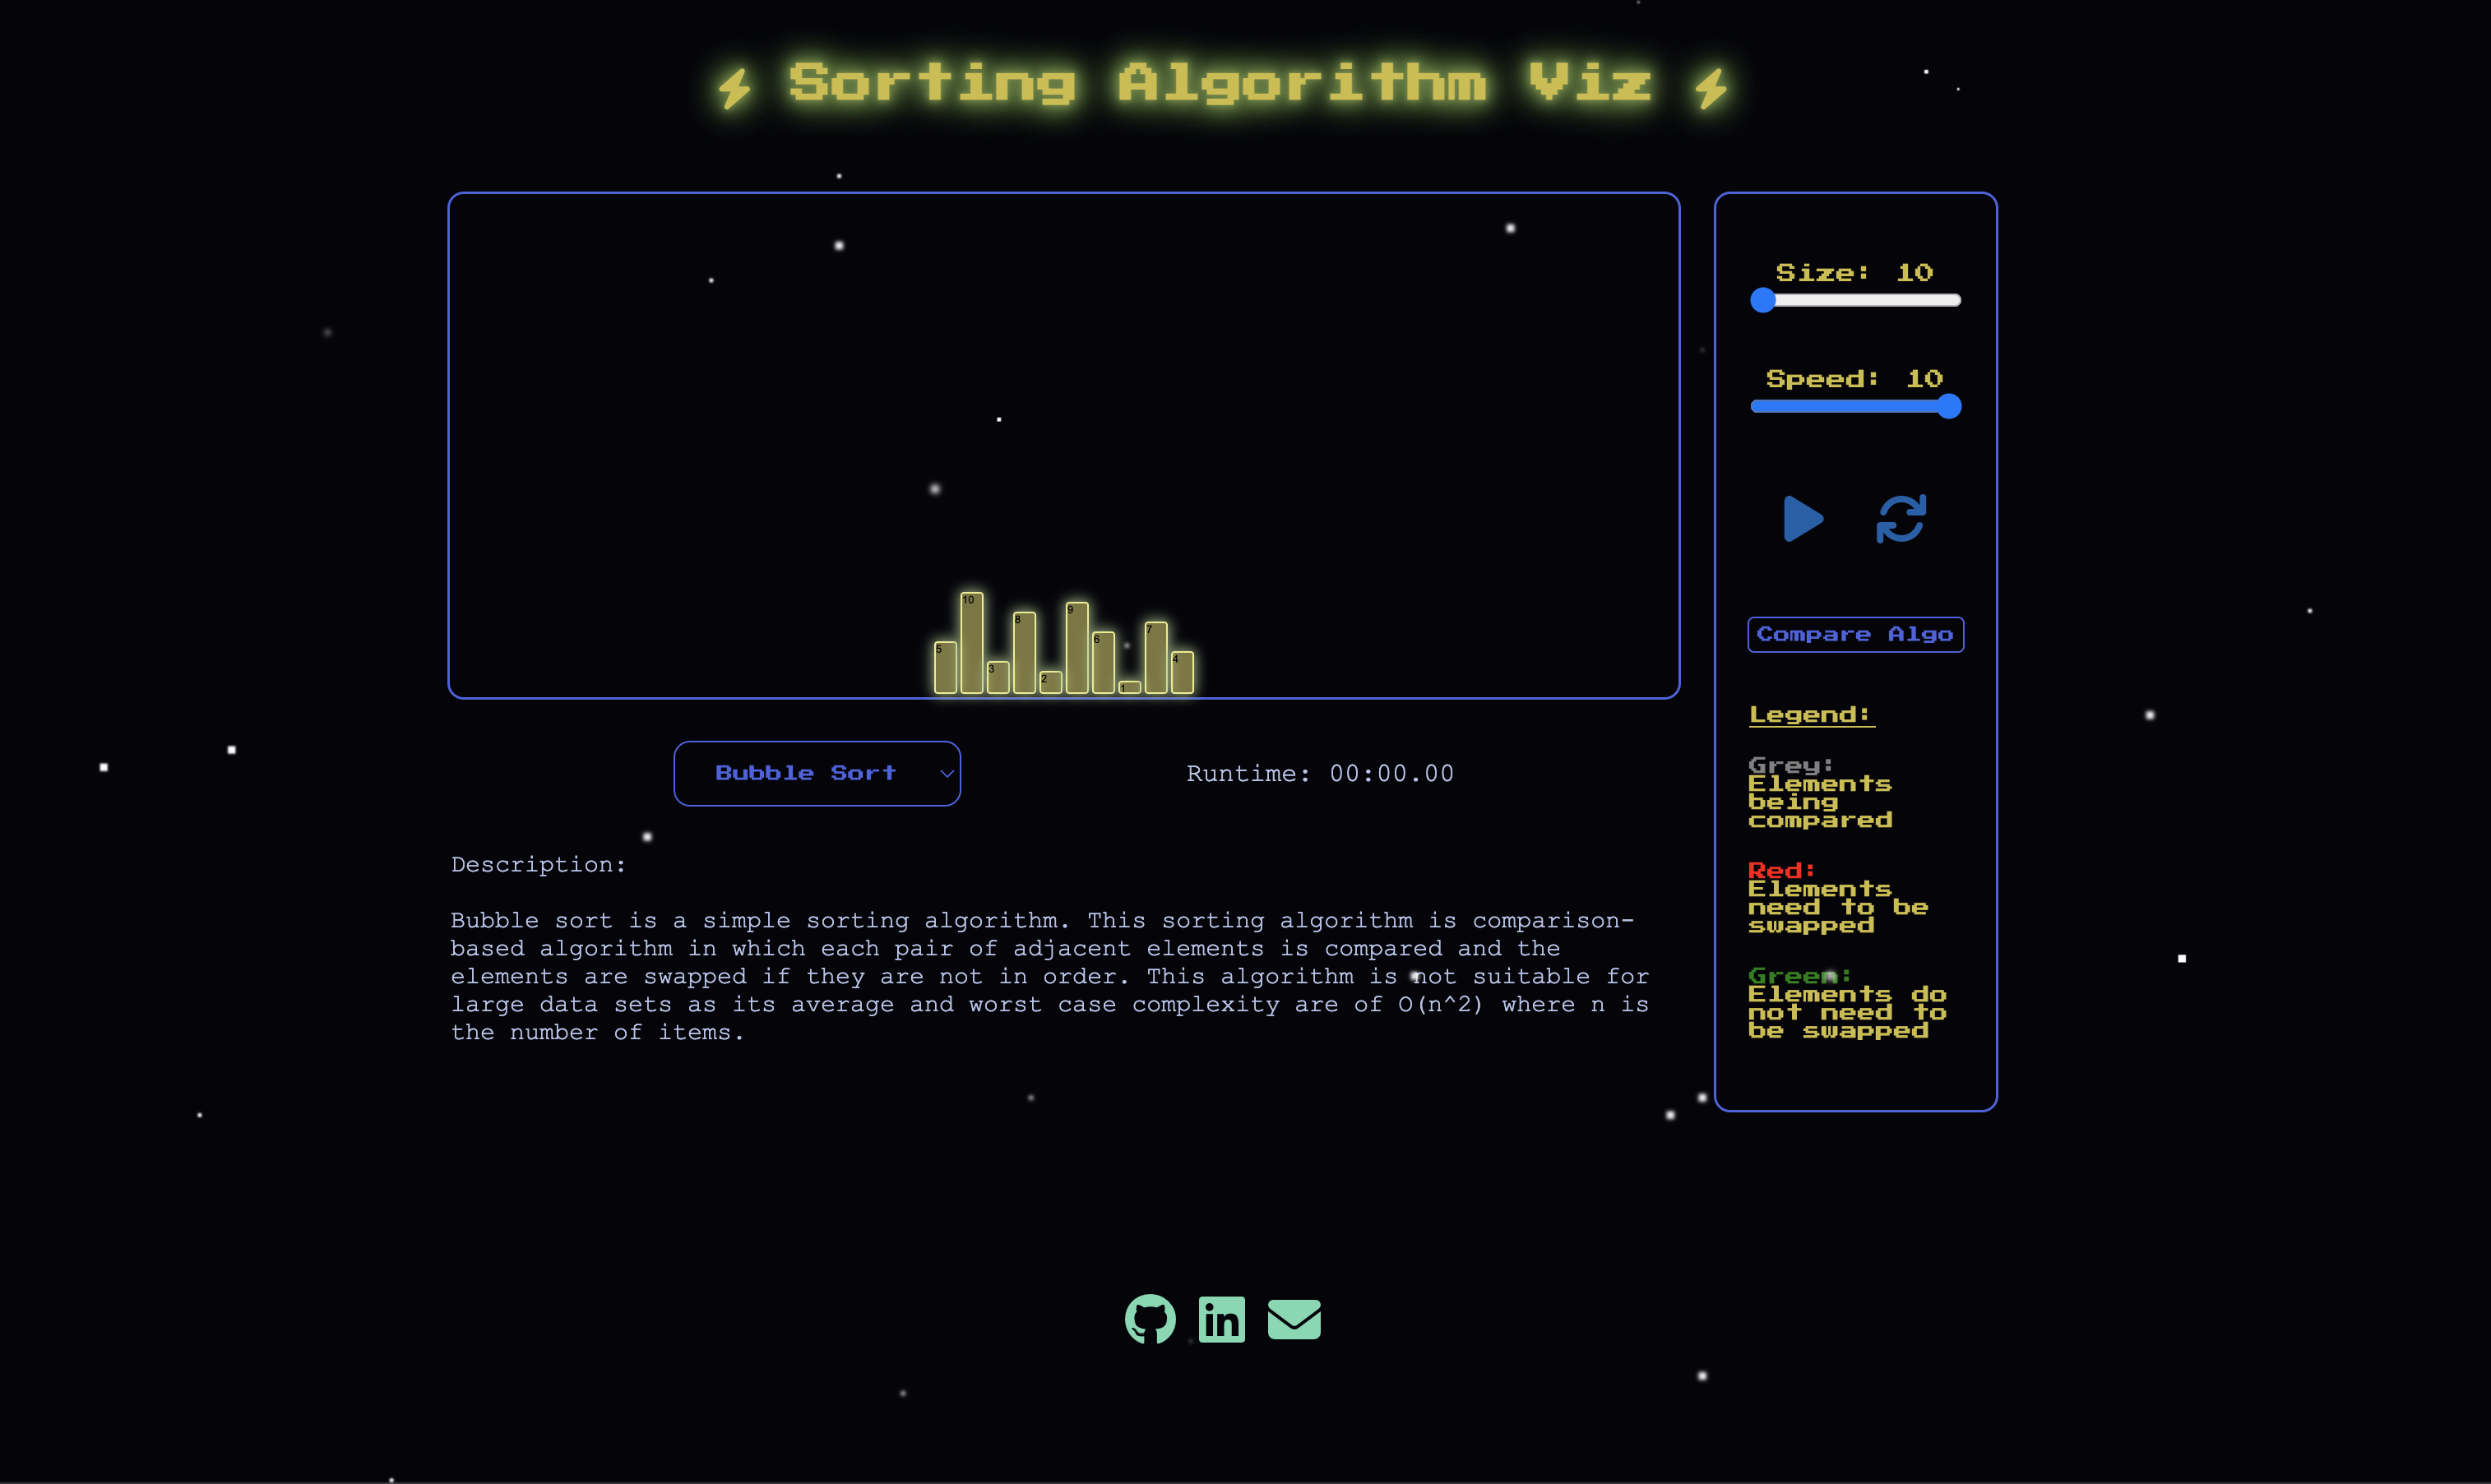 Sorting Algorithm Viz
Size: 10
Speed: 10
5
10
3
8
2
9
6
1
7
4
Compare Algo
Bubble Sort
Runtime: 00:00.00
Description:
Bubble sort is a simple sorting algorithm. This sorting algorithm is comparison-
based algorithm in which each pair of adjacent elements is compared and the
elements are swapped if they are not in order. This algorithm is not suitable for
large data sets as its average and worst case complexity are of O(n^2) where n is
the number of items.
Legend:
Grey:
Elements
being
compared
Red:
Elements
need to be
swapped
Green:
Elements do
not need to
be swapped
in